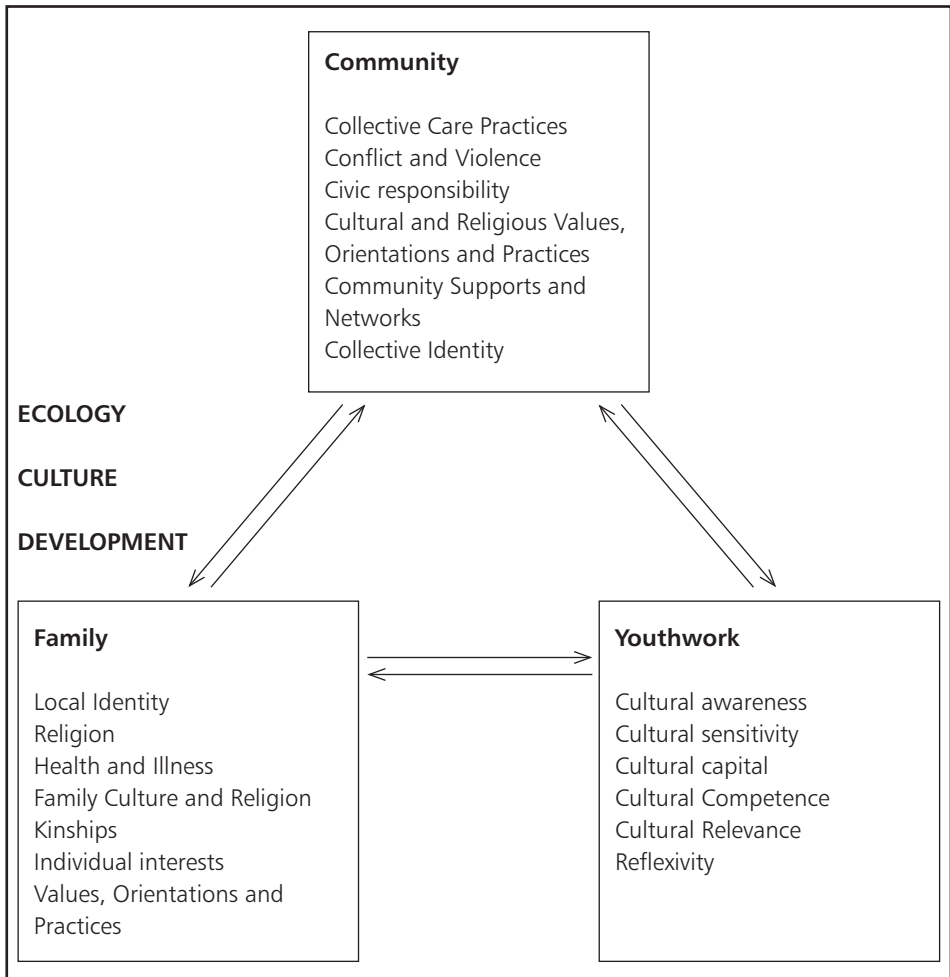 Community
Collective Care Practices
Conflict and Violence
Civic responsibility
Cultural and Religious Values,
Orientations and Practices
Community Supports and
Networks
Collective Identity
ECOLOGY
CULTURE
DEVELOPMENT
Family
Local Identity
Religion
Health and Illness
Family Culture and Religion
Kinships
Individual interests
Values, Orientations and
Practices
Youthwork
Cultural awareness
Cultural sensitivity
Cultural capital
Cultural Competence
Cultural Relevance
Reflexivity